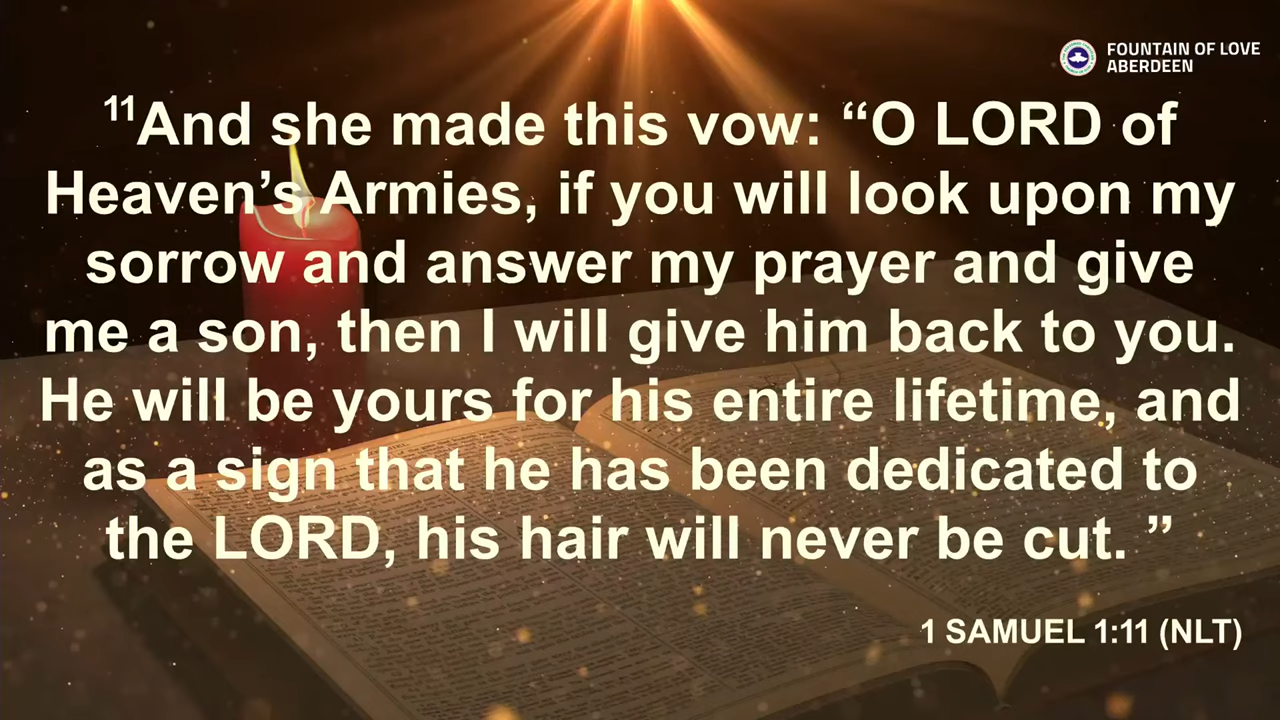 FOUNTAIN OF LOVE
ABERDEEN
11And she made this vow: “O LORD of
Heaven’s Armies, if you will look upon my
sorrow and answer my prayer and give
me a son, then I will give him back to you.
He will be yours for his entire lifetime, and
as a sign that he has been dedicated to
the LORD, his hair will never be cut. ”
1 SAMUEL 1:11 (NLT)